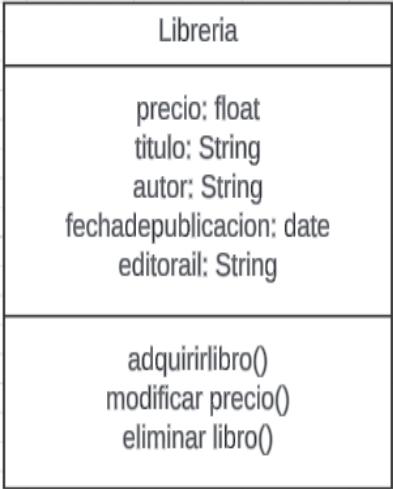 Libreria
precio: float
titulo: String
autor: String
fechadepublicacion: date
editorail: String
adquirirlibro()
modificar precio()
eliminar libro()